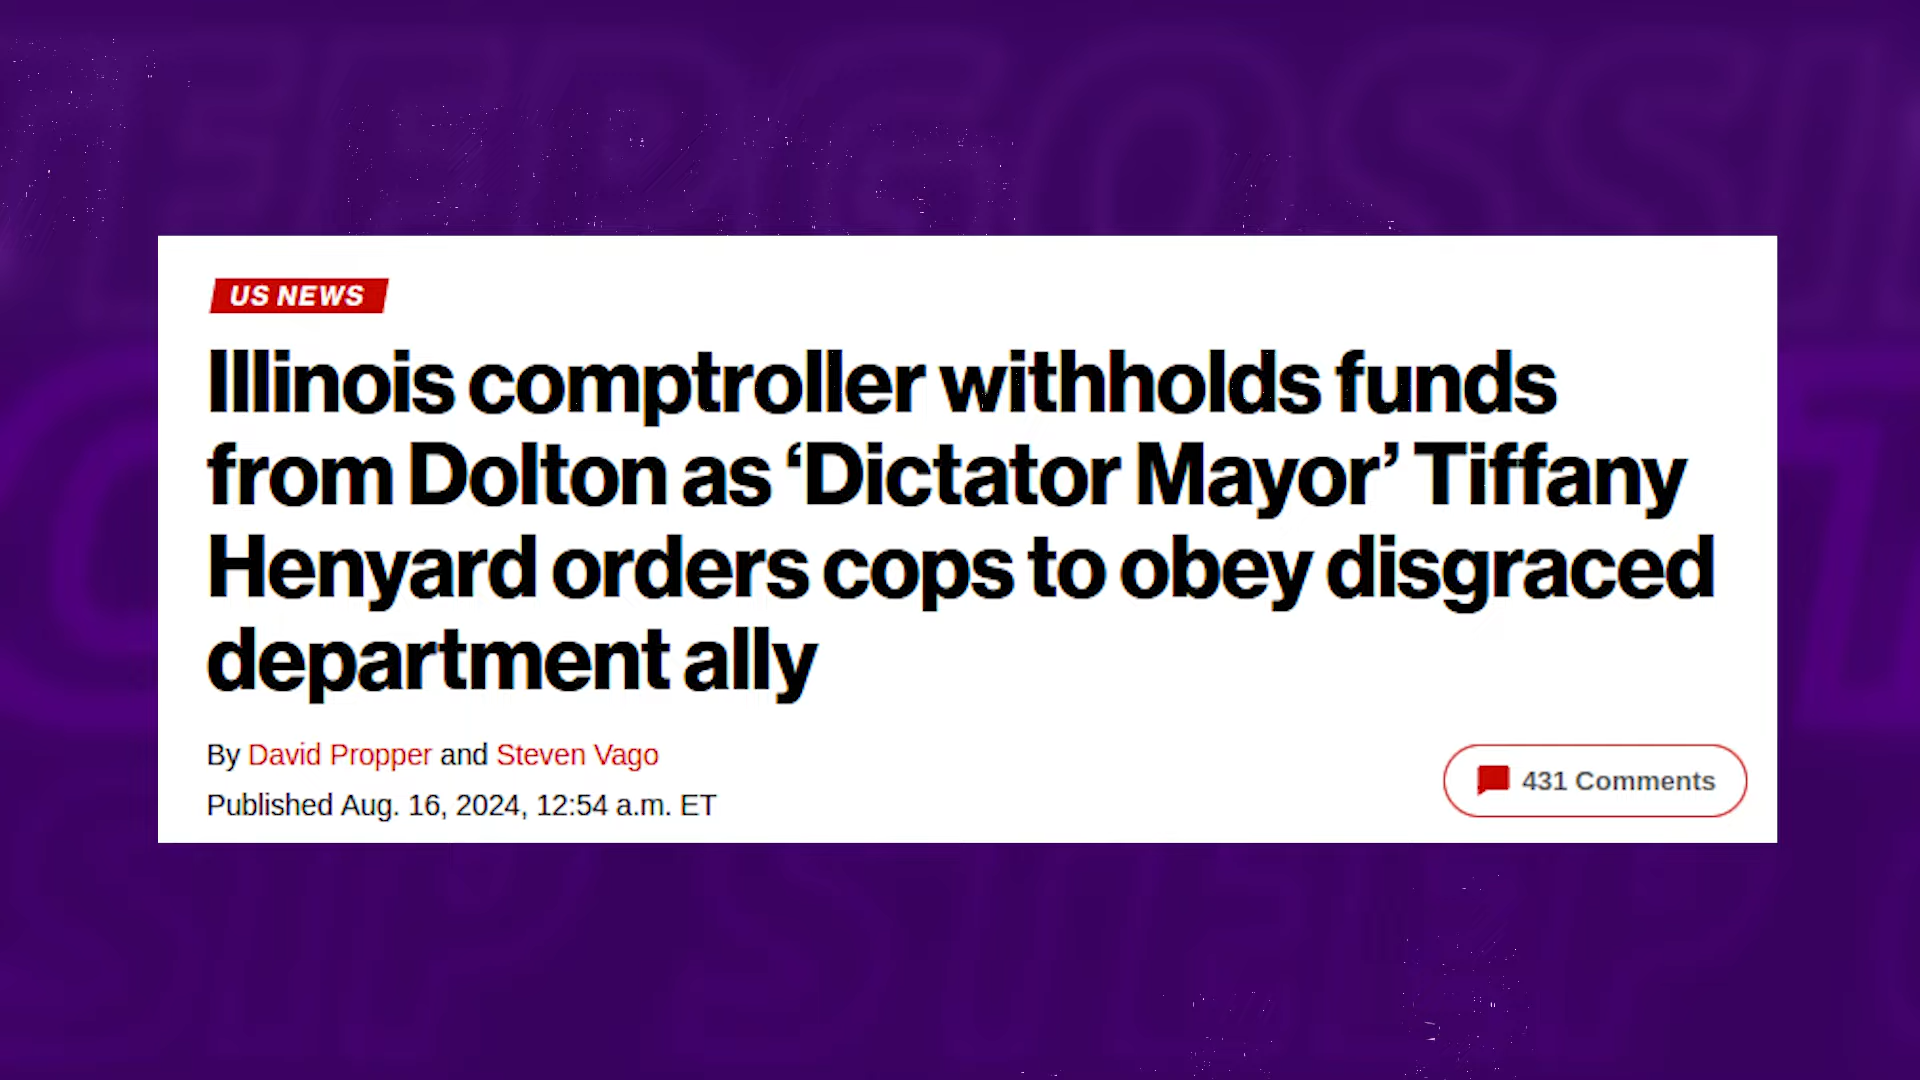 US NEWS
Illinois comptroller withholds funds
from Dolton as ‘Dictator Mayor’ Tiffany
Henyard orders cops to obey disgraced
department ally
By David Propper and Steven Vago
Published Aug. 16, 2024, 12:54 a.m. ET
431 Comments